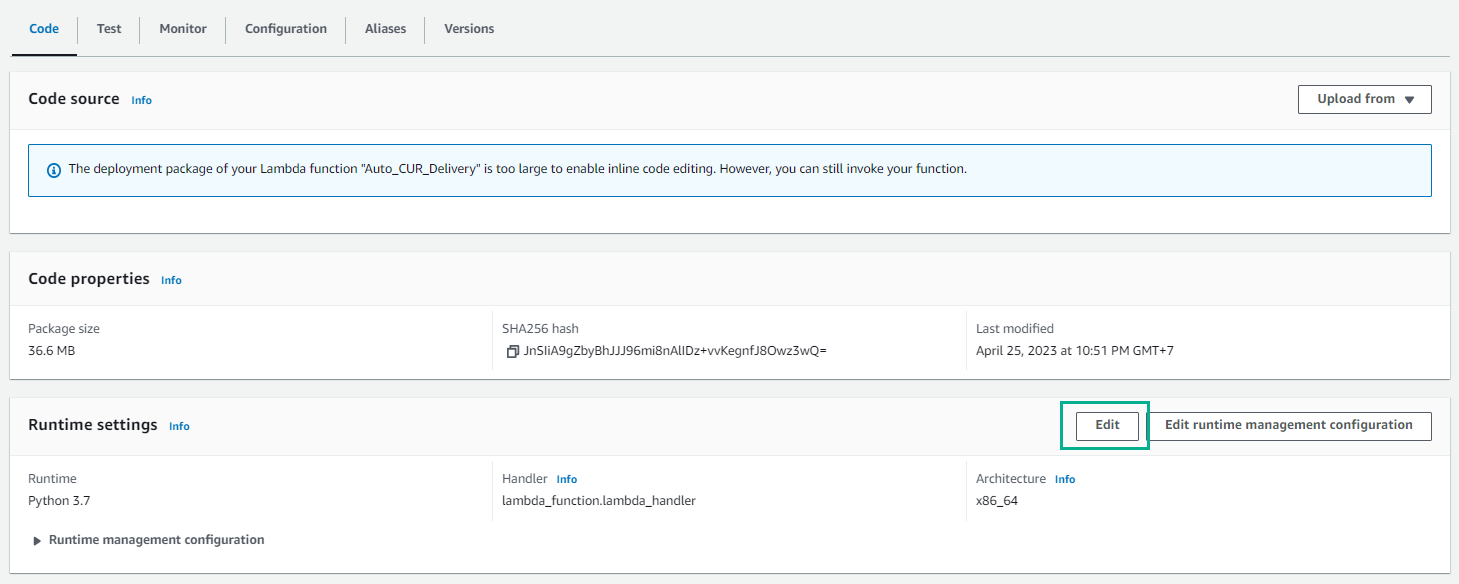 Code Test Monitor Configuration Aliases Versions
Code source Info
Upload from
The deployment package of your Lambda function "Auto_CUR_Delivery" is too large to enable inline code editing. However, you can still invoke your function.
Code properties Info
Package size
36.6 MB
SHA256 hash
JnSIiA9gZbyBhJJJ96mi8nAlIDz+vvKegnfJ8Owz3wQ=
Last modified
April 25, 2023 at 10:51 PM GMT+7
Runtime settings Info
Edit
Edit runtime management configuration
Runtime
Python 3.7
Handler Info
lambda_function.lambda_handler
Architecture Info
x86_64
Runtime management configuration